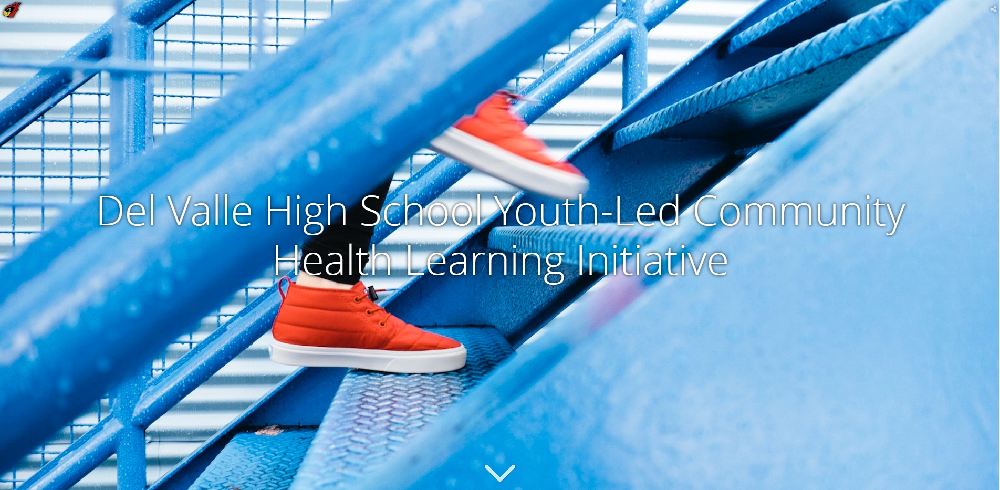 Del Valle High School Youth-Led Community
Health Learning Initiative